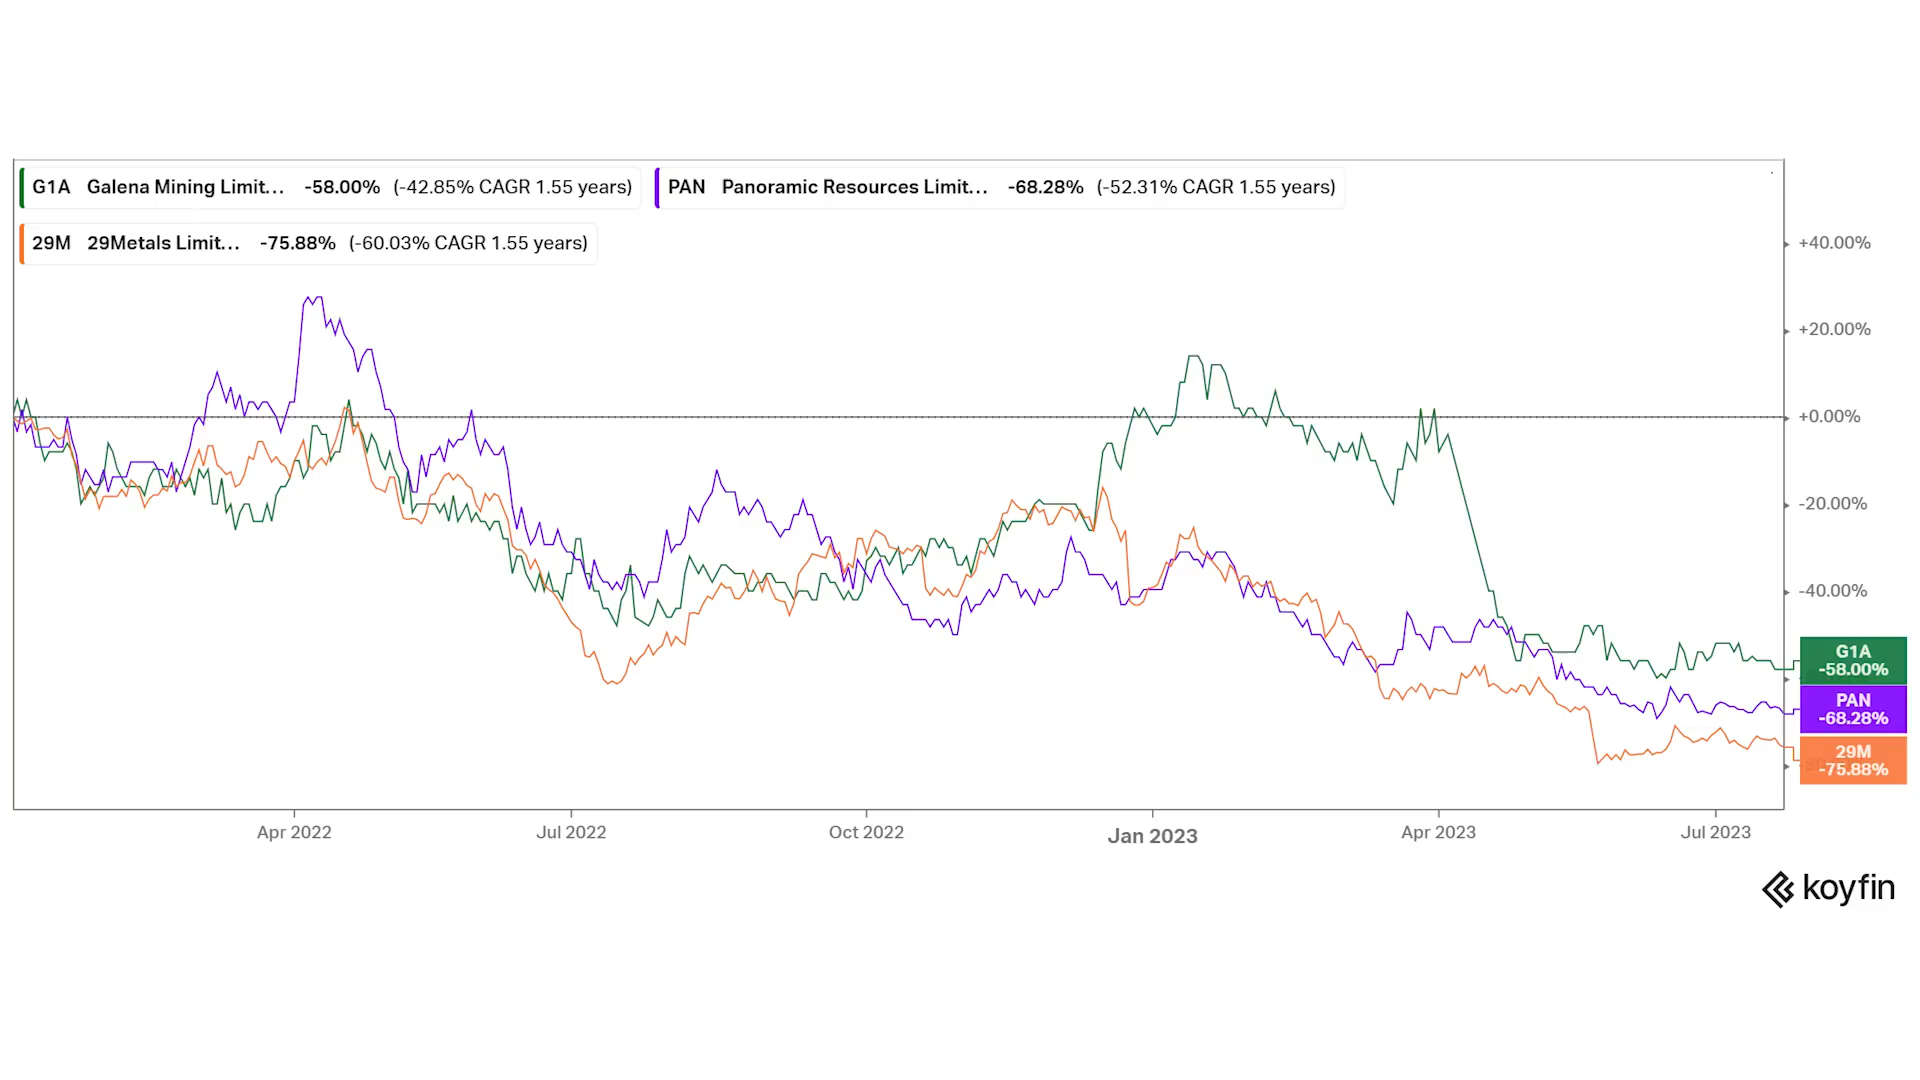 G1A Galena Mining Limit... -58.00% (-42.85% CAGR 1.55 years)
PAN Panoramic Resources Limit... -68.28% (-52.31% CAGR 1.55 years)
29M 29Metals Limit... -75.88% (-60.03% CAGR 1.55 years)
+40.00%
+20.00%
+0.00%
-20.00%
-40.00%
G1A
-58.00%
PAN
-68.28%
29M
-75.88%
Apr 2022
Jul 2022
Oct 2022
Jan 2023
Apr 2023
Jul 2023
koyfin